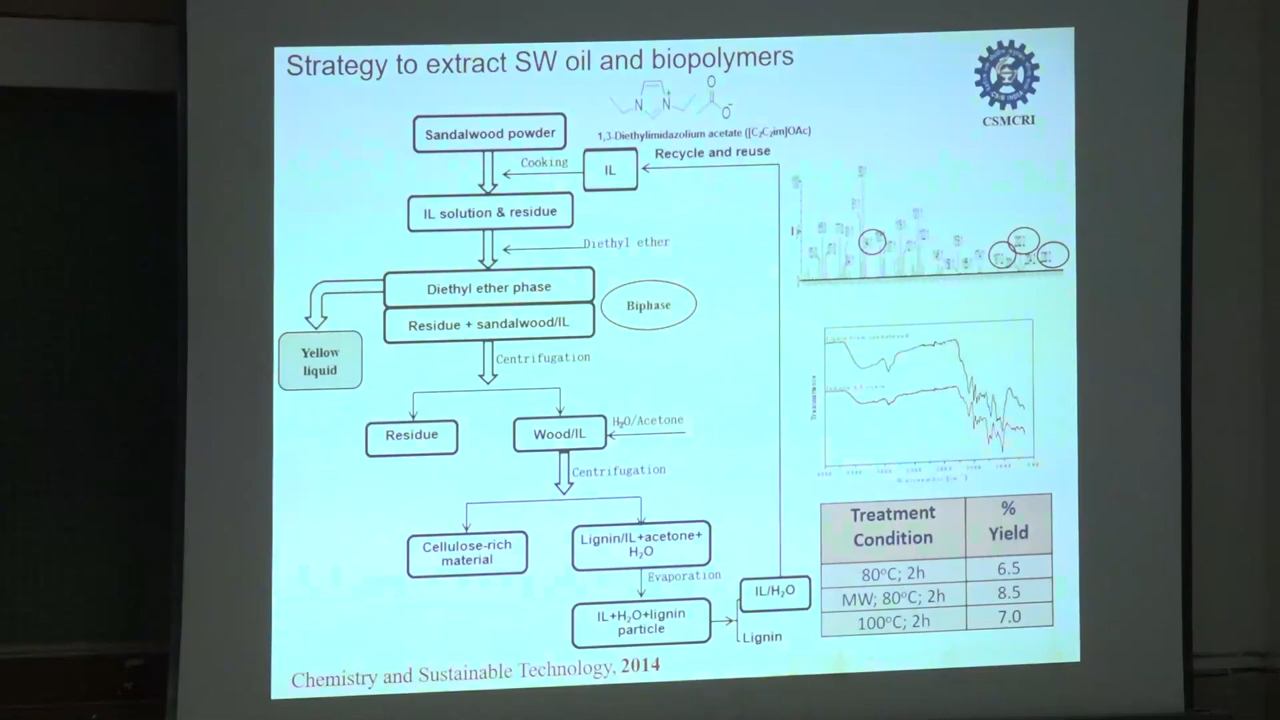 Strategy to extract SW oil and biopolymers
CSMCRI
N
N
+
O
O-
1,3-Diethylimidazolium acetate ([C₂C₂im]OAc)
Sandalwood powder
Cooking
IL
Recycle and reuse
IL solution & residue
Diethyl ether
Diethyl ether phase
Residue + sandalwood/IL
Biphase
Yellow
liquid
Centrifugation
Residue
Wood/IL
H₂O/Acetone
Centrifugation
Cellulose-rich
material
Lignin/IL+acetone+
H₂O
Evaporation
IL+H₂O+lignin
particle
IL/H₂O
Lignin
Transmittance
Treatment
Condition
%
Yield
80°C; 2h
6.5
MW; 80°C; 2h
8.5
100°C; 2h
7.0
Chemistry and Sustainable Technology, 2014